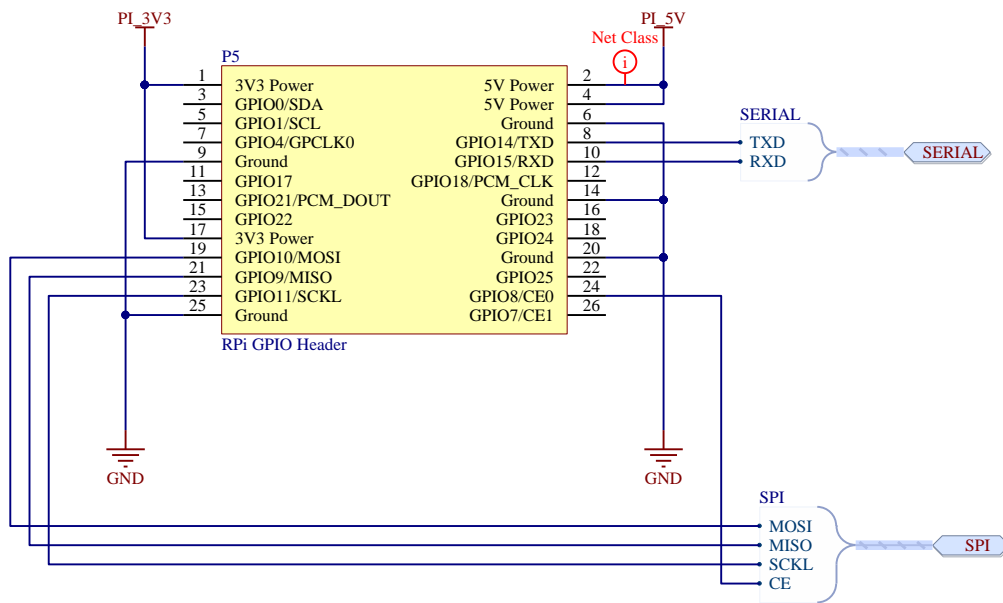 PI_3V3
PI_5V
Net Class
i
P5
1 3V3 Power 5V Power 2
3 GPIO0/SDA 5V Power 4
5 GPIO1/SCL Ground 6
7 GPIO4/GPCLK0 GPIO14/TXD 8
9 Ground GPIO15/RXD 10
11 GPIO17 GPIO18/PCM_CLK 12
13 GPIO21/PCM_DOUT Ground 14
15 GPIO22 GPIO23 16
17 3V3 Power GPIO24 18
19 GPIO10/MOSI Ground 20
21 GPIO9/MISO GPIO25 22
23 GPIO11/SCKL GPIO8/CE0 24
25 Ground GPIO7/CE1 26
RPi GPIO Header
SERIAL
TXD
RXD
SERIAL
GND
GND
SPI
MOSI
MISO
SCKL
CE
SPI